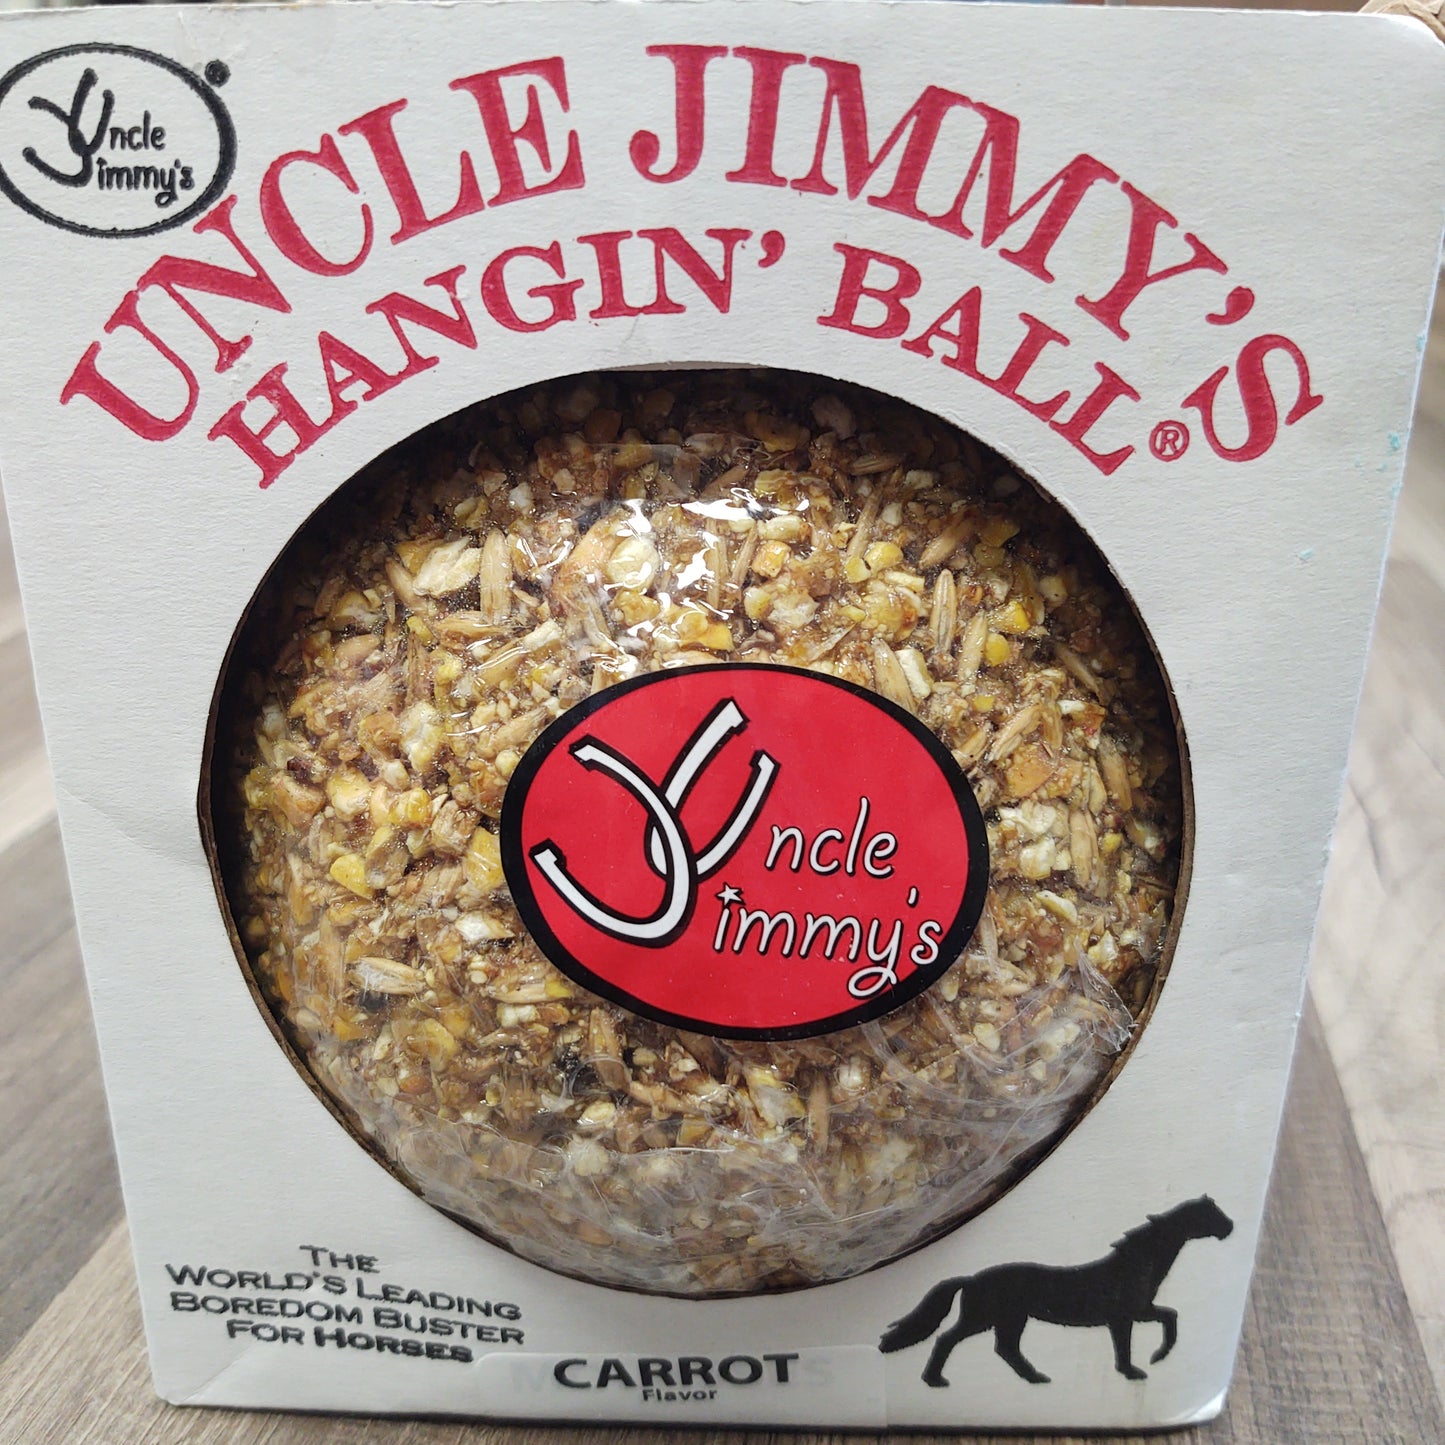 Uncle
Jimmy's®
UNCLE JIMMY'S
HANGIN' BALL®
Uncle
Jimmy's
THE
WORLD'S LEADING
BOREDOM BUSTER
FOR HORSES
CARROT
Flavor